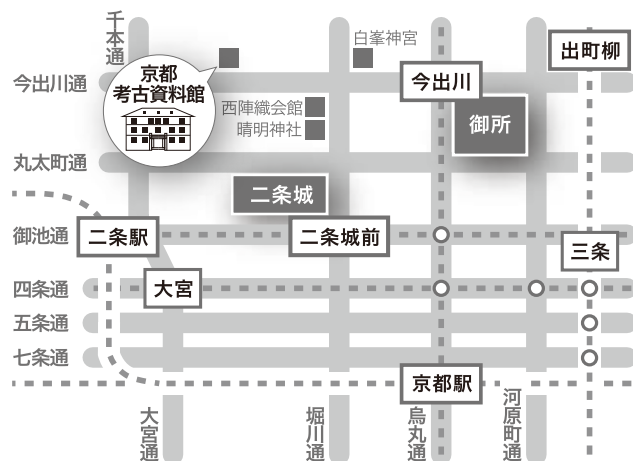 千本通
白峯神宮
出町柳
今出川通
京都
考古資料館
今出川
西陣織会館
晴明神社
御所
丸太町通
二条城
御池通
二条駅
二条城前
三条
四条通
大宮
五条通
七条通
京都駅
大宮通
堀川通
烏丸通
河原町通